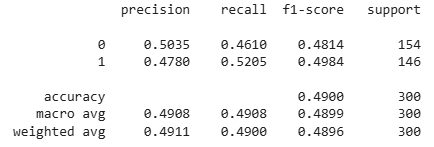 precision recall f1-score support
0 0.5035 0.4610 0.4814 154
1 0.4780 0.5205 0.4984 146
accuracy 0.4900 300
macro avg 0.4908 0.4908 0.4899 300
weighted avg 0.4911 0.4900 0.4896 300